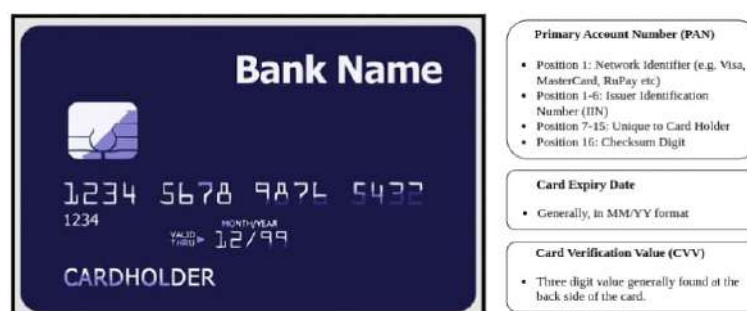 Bank Name
1234 5678 9876 5432
1234
MONTH/YEAR
VALID
THRU
12/99
CARDHOLDER
Primary Account Number (PAN)
• Position 1: Network Identifier (e.g. Visa,
MasterCard, RuPay etc)
• Position 1-6: Issuer Identification
Number (IIN)
• Position 7-15: Unique to Card Holder
• Position 16: Checksum Digit
Card Expiry Date
• Generally, in MM/YY format
Card Verification Value (CVV)
• Three digit value generally found at the
back side of the card.